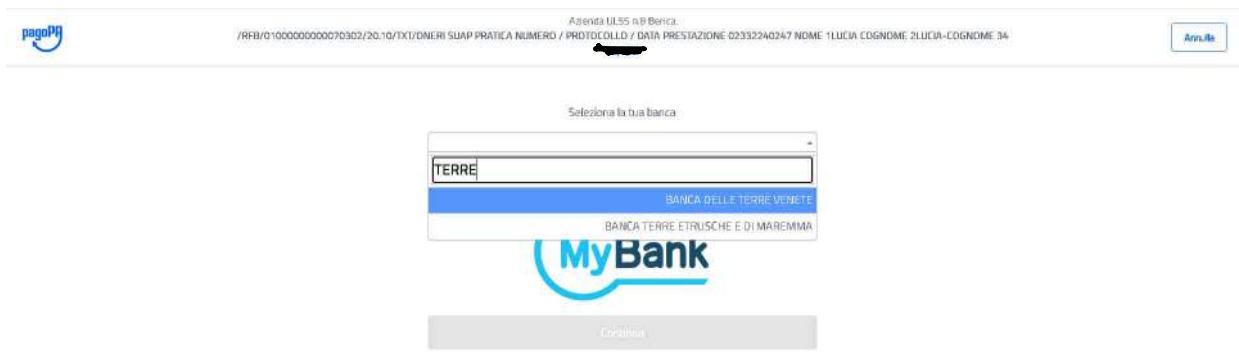 pagoPA
Azienda ULSS n.8 Berica
/RFB/01000000000070302/20.10/TXT/ONERI SUAP PRATICA NUMERO / PROTOCOLLO / DATA PRESTAZIONE 02332240247 NOME 1LUCIA COGNOME 2LUCIA-COGNOME 34
Annulla
Seleziona la tua banca
TERRE
BANCA DELLE TERRE VENETE
BANCA TERRE ETRUSCHE E DI MAREMMA
MyBank
Continua